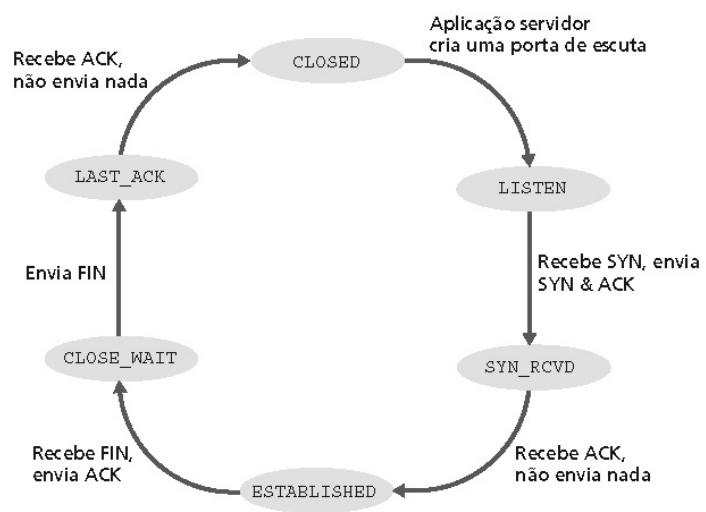 Aplicação servidor
cria uma porta de escuta
Recebe ACK,
não envia nada
CLOSED
LAST_ACK
LISTEN
Envia FIN
Recebe SYN, envia
SYN & ACK
CLOSE_WAIT
SYN_RCVD
Recebe FIN,
envia ACK
Recebe ACK,
não envia nada
ESTABLISHED